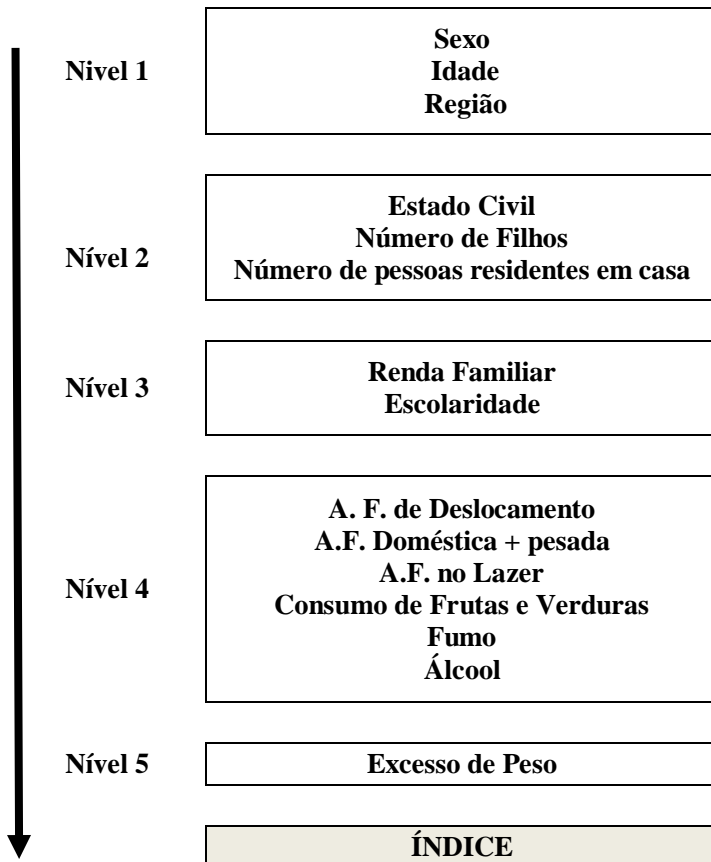 Nivel 1
Sexo
Idade
Região
Nível 2
Estado Civil
Número de Filhos
Número de pessoas residentes em casa
Nível 3
Renda Familiar
Escolaridade
Nível 4
A. F. de Deslocamento
A.F. Doméstica + pesada
A.F. no Lazer
Consumo de Frutas e Verduras
Fumo
Álcool
Nível 5
Excesso de Peso
ÍNDICE